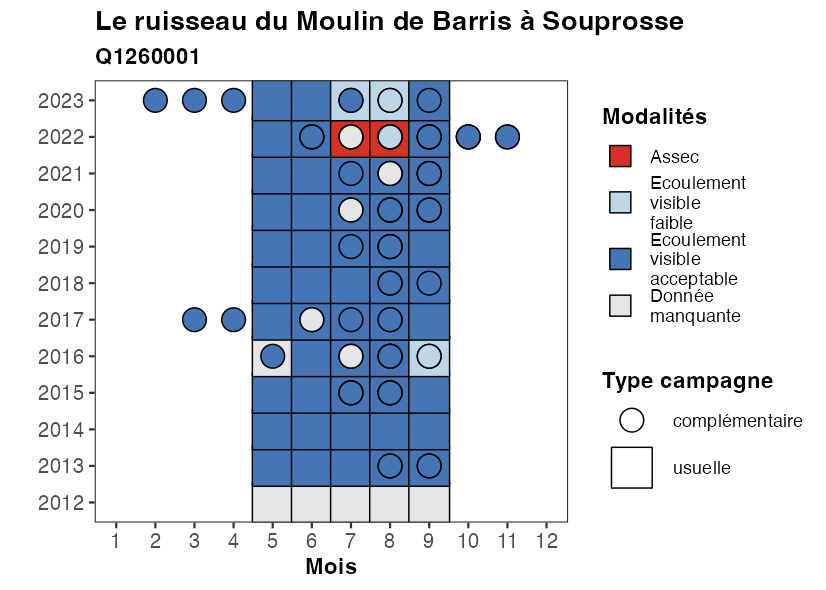 Le ruisseau du Moulin de Barris à Souprosse
Q1260001
2023
2022
2021
2020
2019
2018
2017
2016
2015
2014
2013
2012
1 2 3 4 5 6 7 8 9 10 11 12
Mois
Modalités
Assec
Ecoulement
visible
faible
Ecoulement
visible
acceptable
Donnée
manquante
Type campagne
complémentaire
usuelle